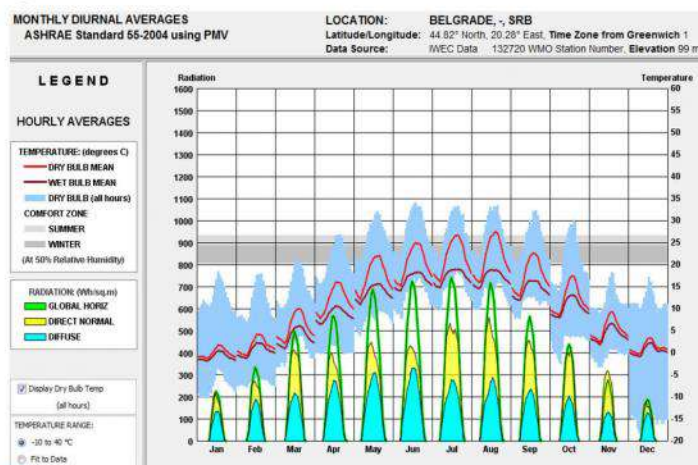 MONTHLY DIURNAL AVERAGES
ASHRAE Standard 55-2004 using PMV
LOCATION: BELGRADE, -, SRB
Latitude/Longitude: 44.82° North, 20.28° East, Time Zone from Greenwich 1
Data Source: IWEC Data 132720 WMO Station Number, Elevation 99 m
LEGEND
HOURLY AVERAGES
TEMPERATURE: (degrees C)
DRY BULB MEAN
WET BULB MEAN
DRY BULB (all hours)
COMFORT ZONE
SUMMER
WINTER
(At 50% Relative Humidity)
RADIATION: (Wh/sq.m)
GLOBAL HORIZ
DIRECT NORMAL
DIFFUSE
Display Dry Bulb Temp
(all hours)
TEMPERATURE RANGE:
-10 to 40 °C
Fit to Data
Radiation
1600
1500
1400
1300
1200
1100
1000
900
800
700
600
500
400
300
200
100
0
Temperature
60
55
50
45
40
35
30
25
20
15
10
5
0
-5
-10
-15
-20
Jan Feb Mar Apr May Jun Jul Aug Sep Oct Nov Dec